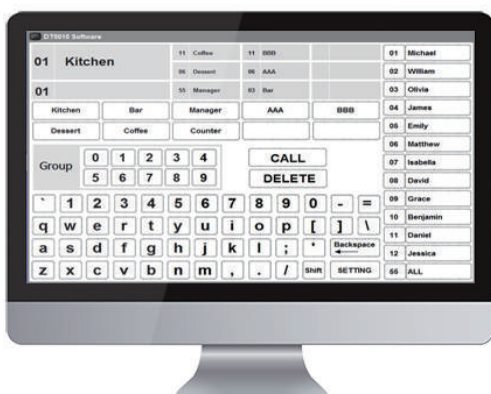 Software
01 Kitchen
11 Coffee 11 BBB
06 Dessert 06 AAA
01
55 Manager 03 Bar
Kitchen Bar Manager AAA BBB
Dessert Coffee Counter
Group
0 1 2 3 4
5 6 7 8 9
CALL
DELETE
` 1 2 3 4 5 6 7 8 9 0 - =
q w e r t y u i o p [ ] \
a s d f g h j k l ; ' Backspace
z x c v b n m , . / Shift SETTING
01 Michael
02 William
03 Olivia
04 James
05 Emily
06 Matthew
07 Isabella
08 David
09 Grace
10 Benjamin
11 Daniel
12 Jessica
55 ALL